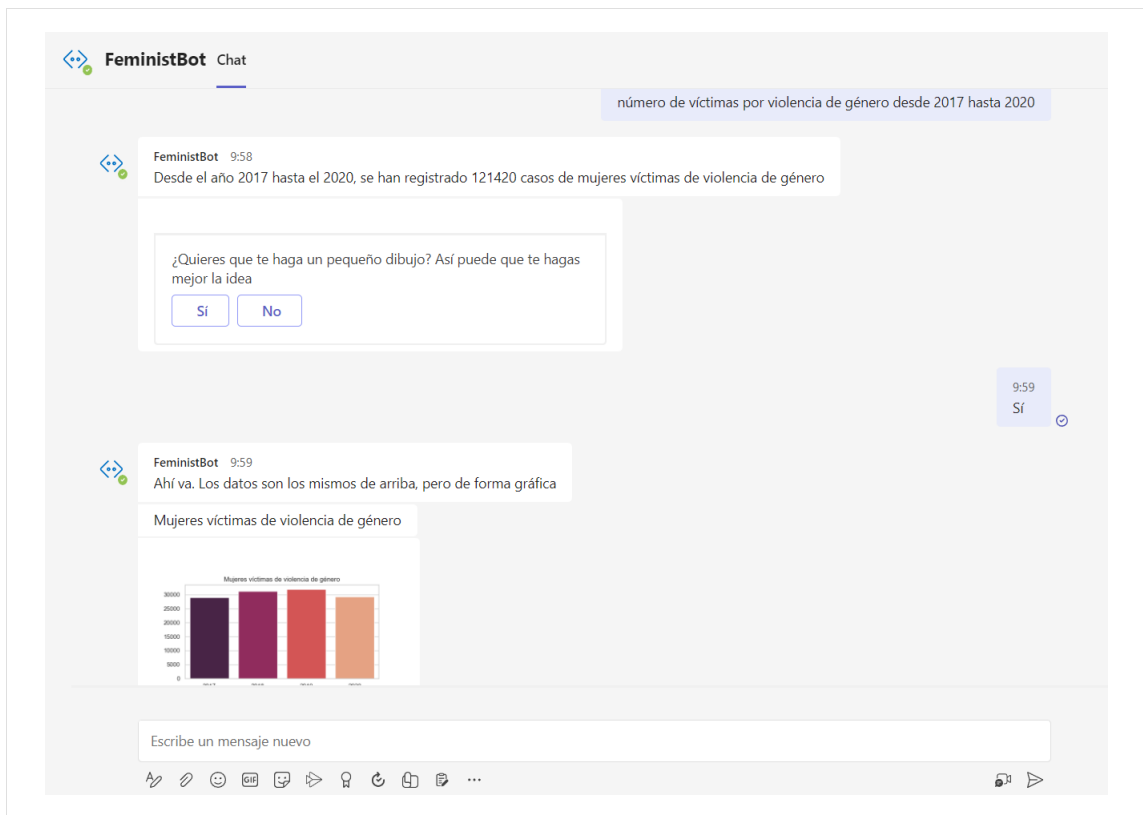 FeministBot Chat
número de víctimas por violencia de género desde 2017 hasta 2020
FeministBot 9:58
Desde el año 2017 hasta el 2020, se han registrado 121420 casos de mujeres víctimas de violencia de género
¿Quieres que te haga un pequeño dibujo? Así puede que te hagas
mejor la idea
Sí No
9:59
Sí
FeministBot 9:59
Ahí va. Los datos son los mismos de arriba, pero de forma gráfica
Mujeres víctimas de violencia de género
Mujeres víctimas de violencia de género
30000
25000
20000
15000
10000
5000
0
Escribe un mensaje nuevo
GIF